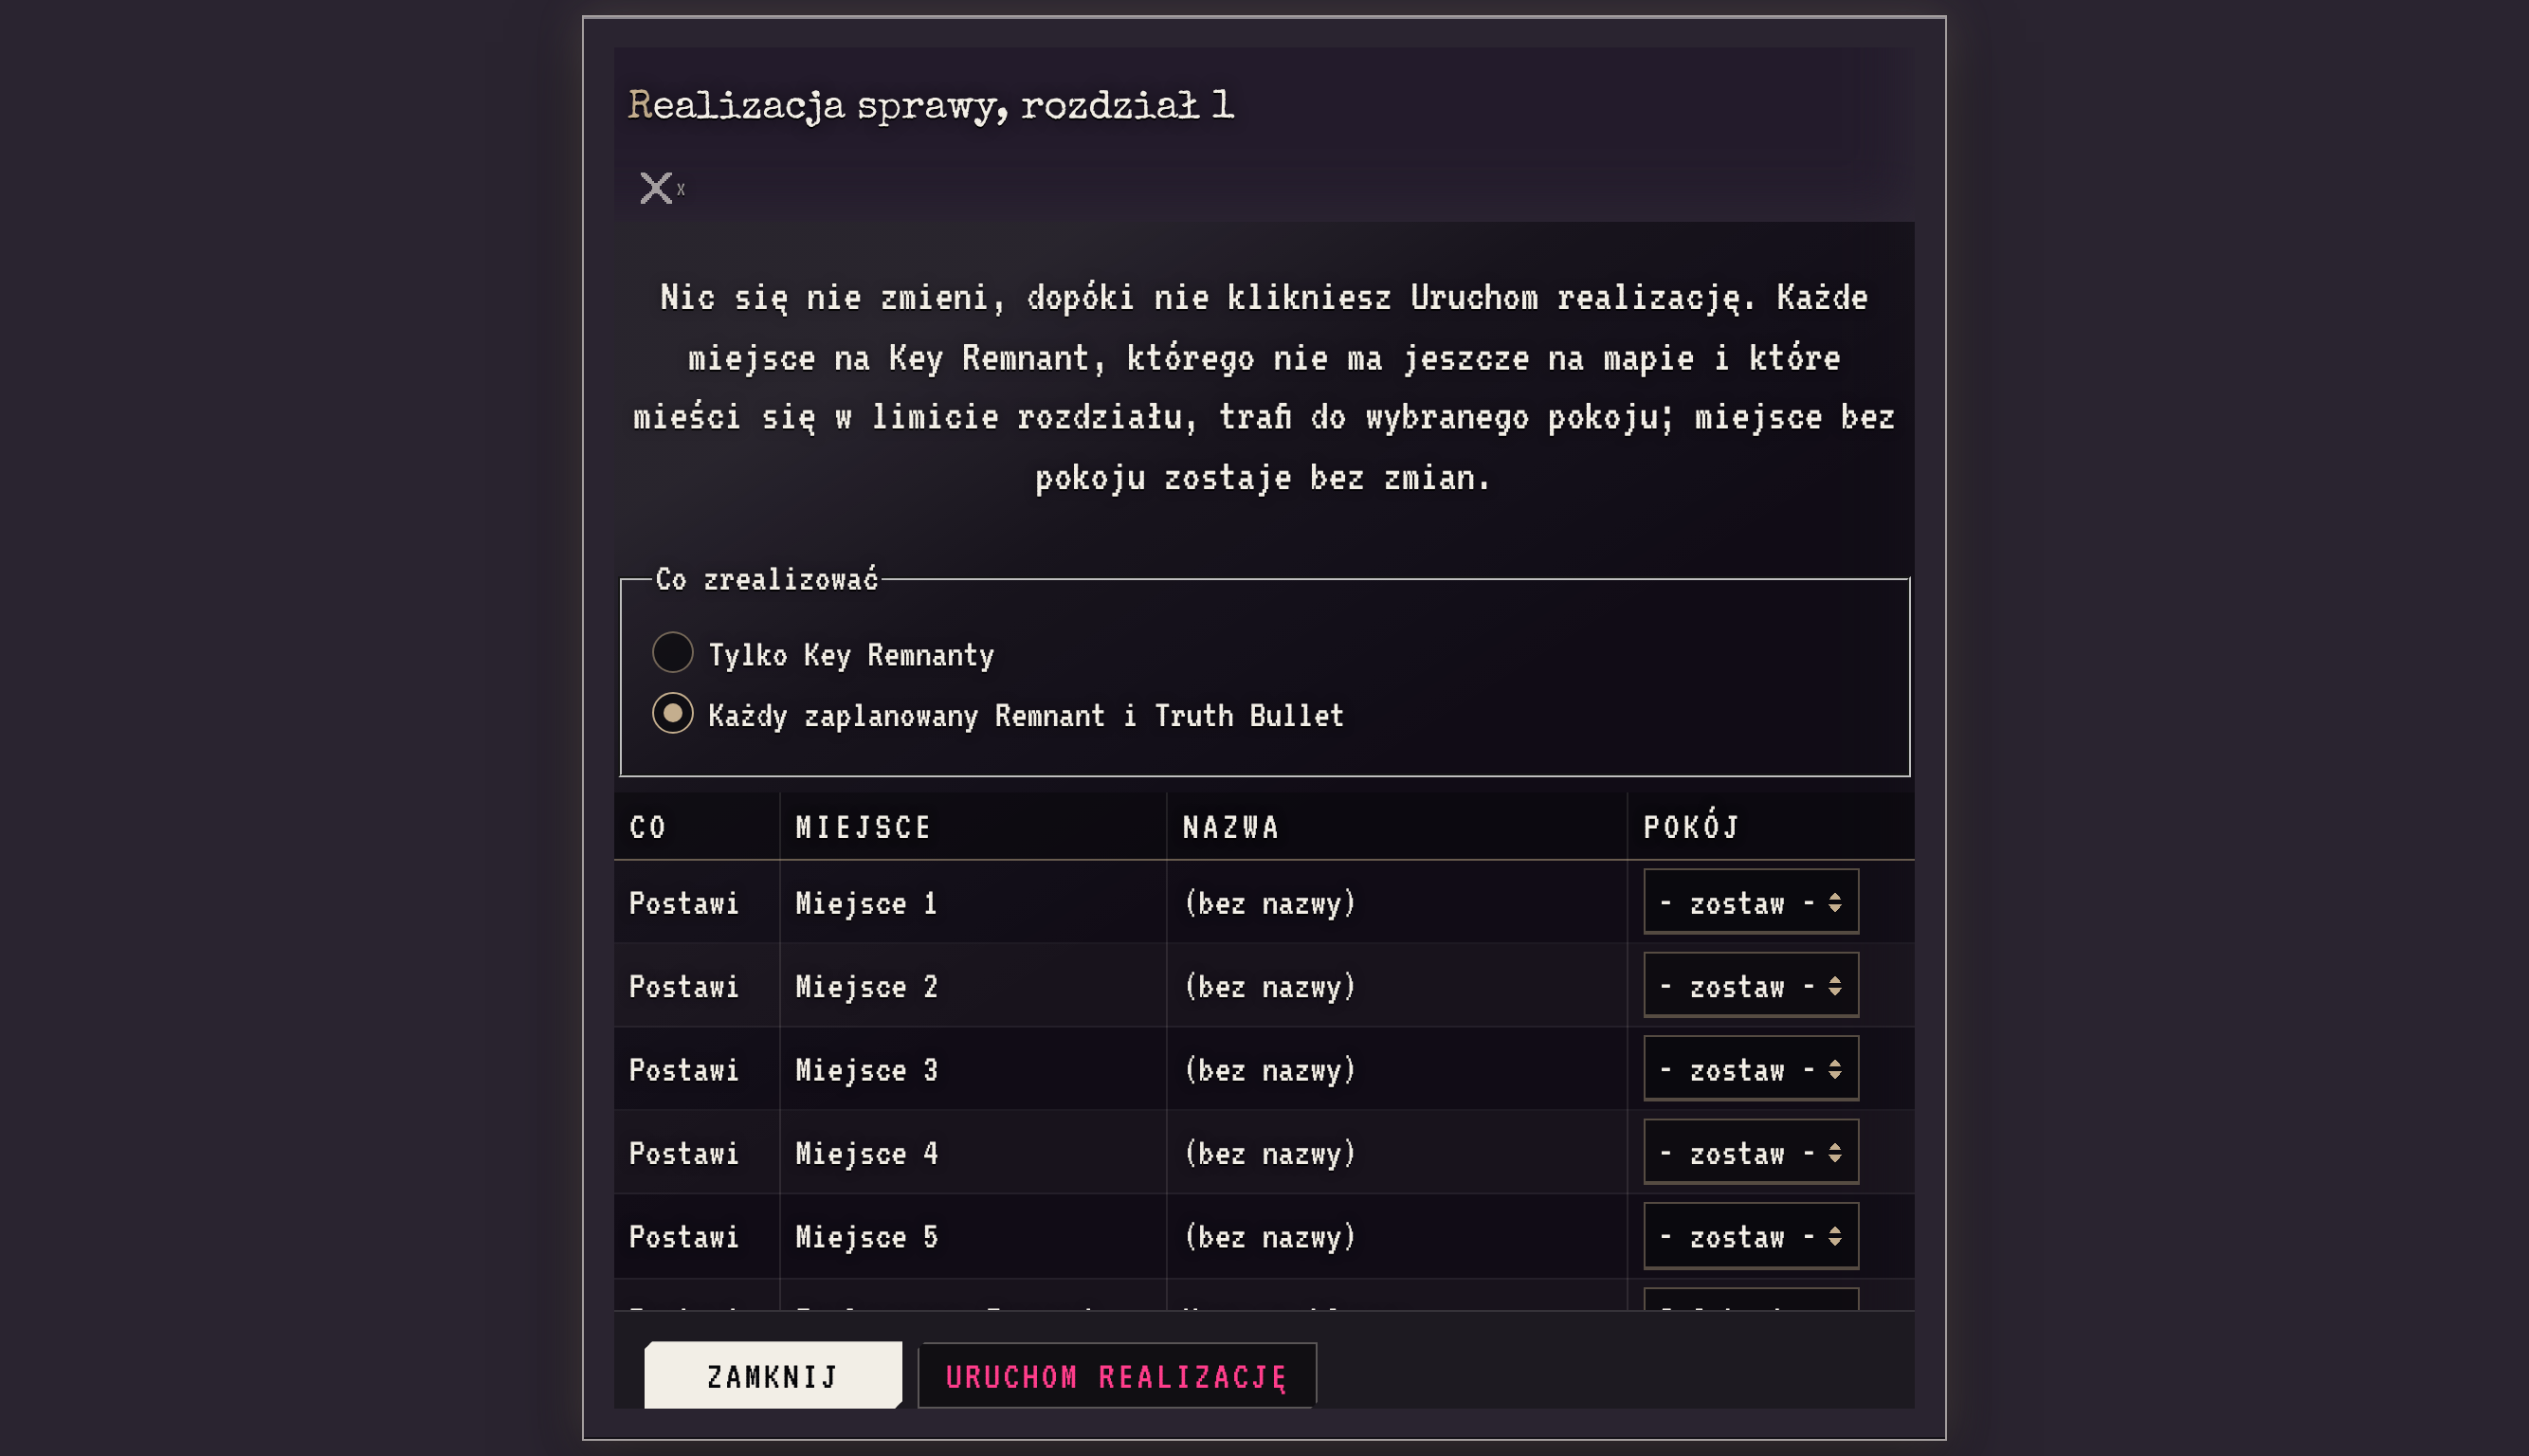 Realizacja sprawy, rozdział 1
x
Nic się nie zmieni, dopóki nie klikniesz Uruchom realizację. Każde
miejsce na Key Remnant, którego nie ma jeszcze na mapie i które
mieści się w limicie rozdziału, trafi do wybranego pokoju; miejsce bez
pokoju zostaje bez zmian.
Co zrealizować
Tylko Key Remnanty
Każdy zaplanowany Remnant i Truth Bullet
CO MIEJSCE NAZWA POKÓJ
Postawi Miejsce 1 (bez nazwy) - zostaw -
Postawi Miejsce 2 (bez nazwy) - zostaw -
Postawi Miejsce 3 (bez nazwy) - zostaw -
Postawi Miejsce 4 (bez nazwy) - zostaw -
Postawi Miejsce 5 (bez nazwy) - zostaw -
ZAMKNIJ URUCHOM REALIZACJĘ